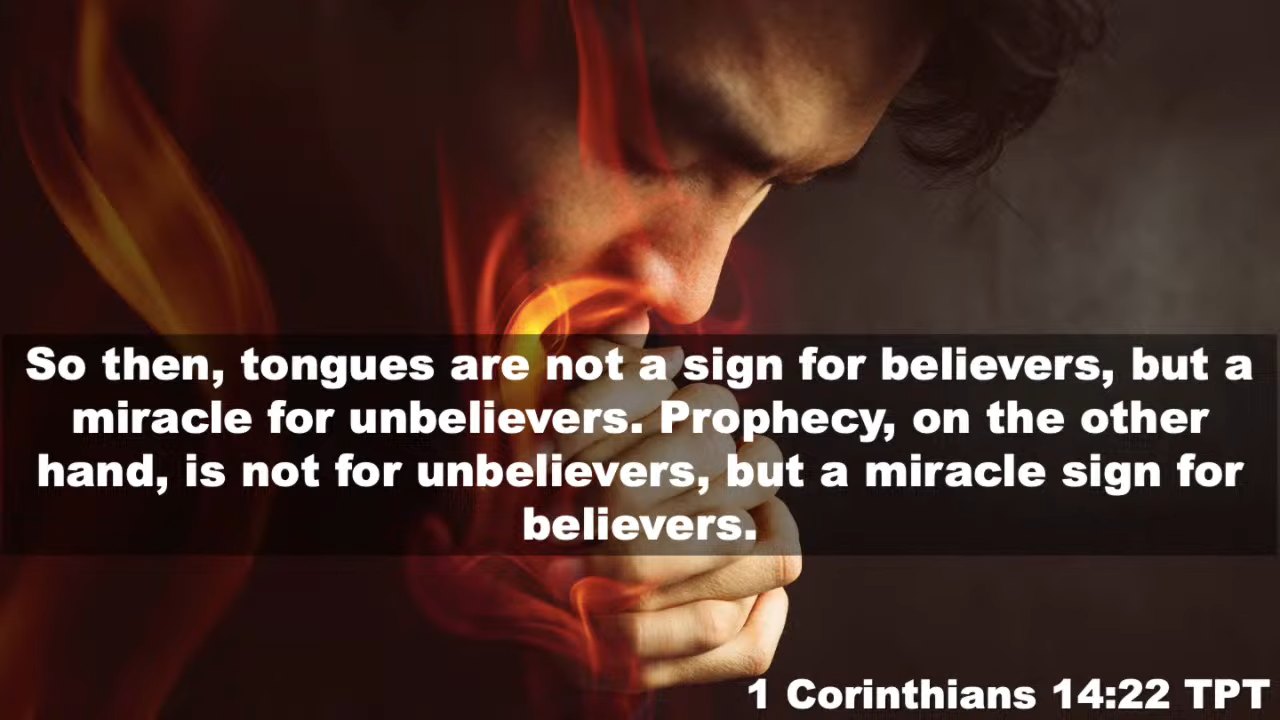 So then, tongues are not a sign for believers, but a
miracle for unbelievers. Prophecy, on the other
hand, is not for unbelievers, but a miracle sign for
believers.
1 Corinthians 14:22 TPT